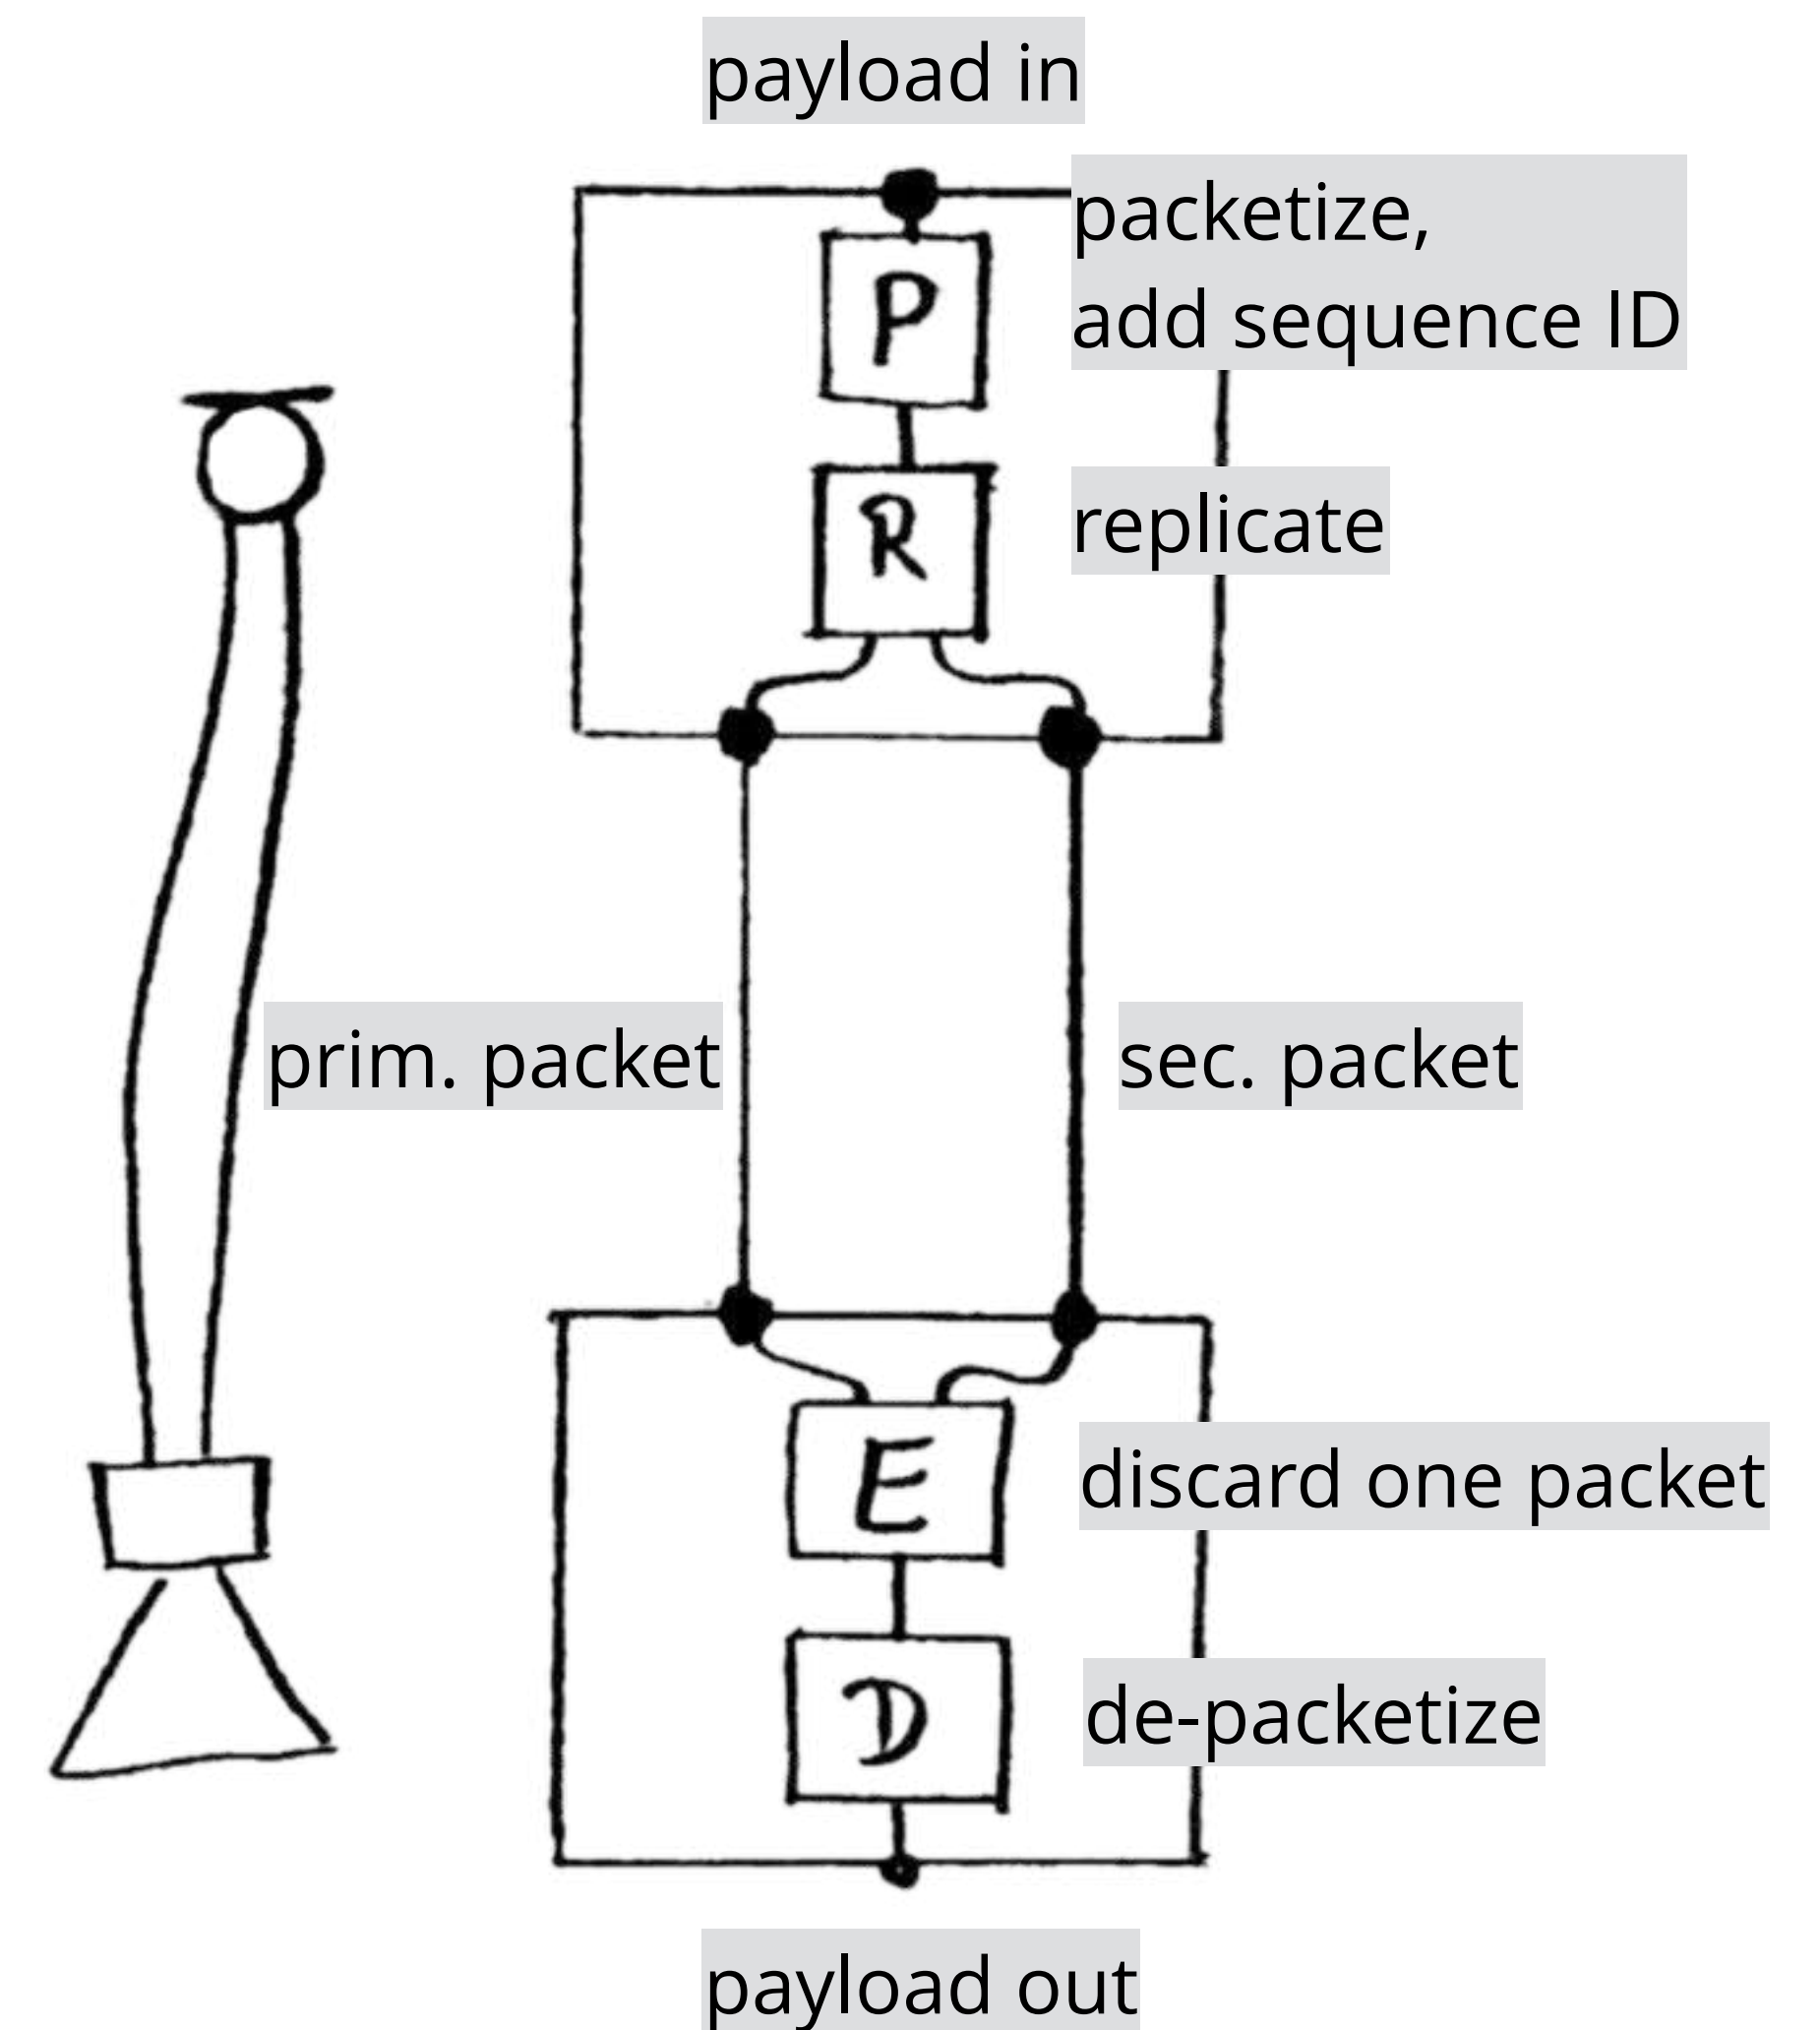 payload in
packetize,
add sequence ID
P
replicate
R
prim. packet
sec. packet
discard one packet
E
de-packetize
D
payload out